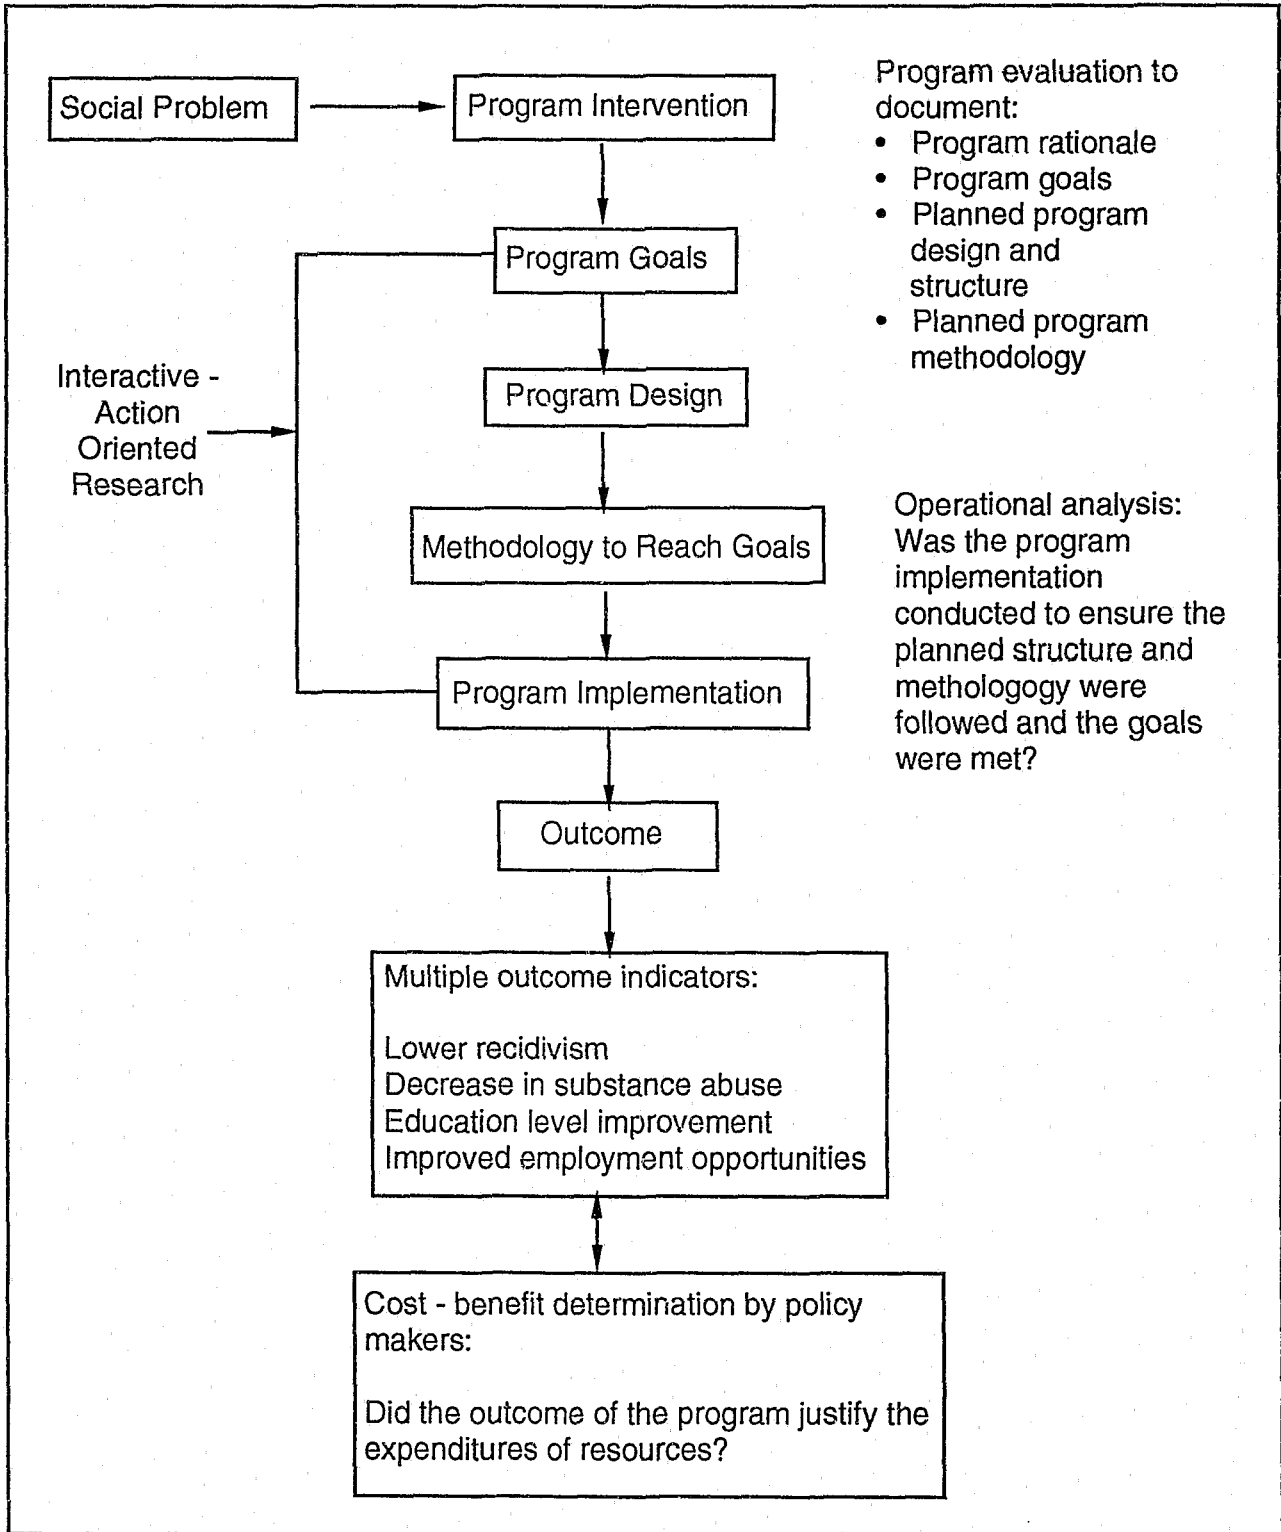 Social Problem
Program Intervention
Program evaluation to
document:
• Program rationale
• Program goals
• Planned program
design and
structure
• Planned program
methodology
Program Goals
Interactive -
Action
Oriented
Research
Program Design
Methodology to Reach Goals
Operational analysis:
Was the program
implementation
conducted to ensure the
planned structure and
methologogy were
followed and the goals
were met?
Program Implementation
Outcome
Multiple outcome indicators:
Lower recidivism
Decrease in substance abuse
Education level improvement
Improved employment opportunities
Cost - benefit determination by policy
makers:
Did the outcome of the program justify the
expenditures of resources?